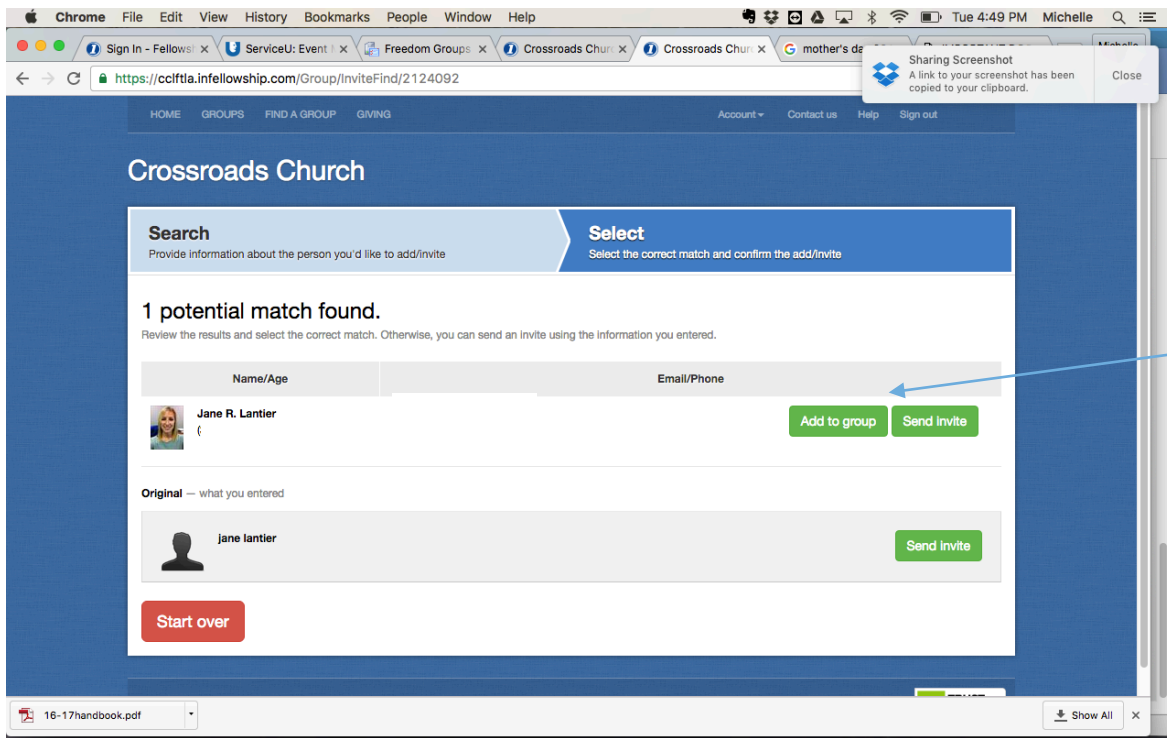 Chrome File Edit View History Bookmarks People Window Help Tue 4:49 PM Michelle
Sign In - Fellows ServiceU: Event Freedom Groups Crossroads Churc Crossroads Churc mother's da
Sharing Screenshot
A link to your screenshot has been
copied to your clipboard.
Close
https://cclftla.infellowship.com/Group/InviteFind/2124092
HOME GROUPS FIND A GROUP GIVING Account Contact us Help Sign out
Crossroads Church
Search
Provide information about the person you'd like to add/invite
Select
Select the correct match and confirm the add/invite
1 potential match found.
Review the results and select the correct match. Otherwise, you can send an invite using the information you entered.
Name/Age Email/Phone
Jane R. Lantier
(
Add to group Send invite
Original — what you entered
jane lantier
Send invite
Start over
16-17handbook.pdf Show All